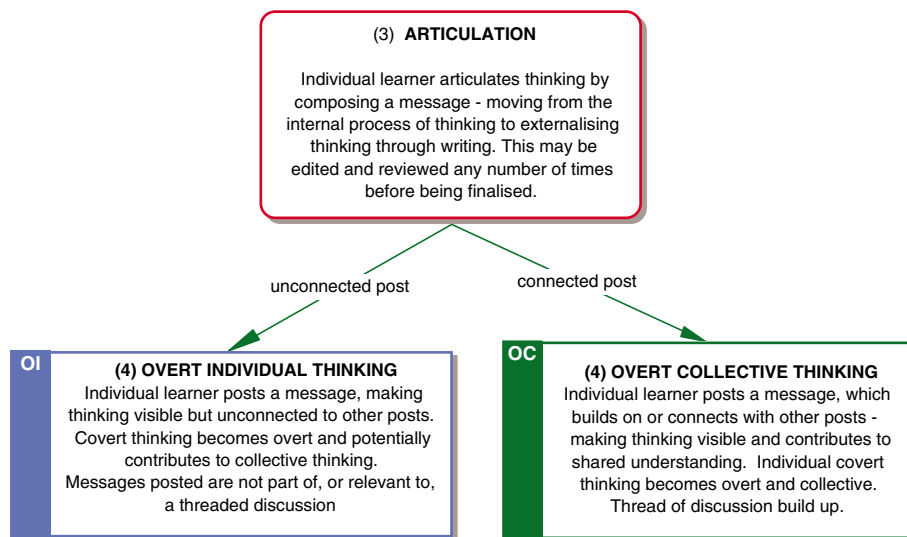 (3) ARTICULATION
Individual learner articulates thinking by
composing a message - moving from the
internal process of thinking to externalising
thinking through writing. This may be
edited and reviewed any number of times
before being finalised.
unconnected post
connected post
OI
(4) OVERT INDIVIDUAL THINKING
Individual learner posts a message, making
thinking visible but unconnected to other posts.
Covert thinking becomes overt and potentially
contributes to collective thinking.
Messages posted are not part of, or relevant to,
a threaded discussion
OC
(4) OVERT COLLECTIVE THINKING
Individual learner posts a message, which
builds on or connects with other posts -
making thinking visible and contributes to
shared understanding. Individual covert
thinking becomes overt and collective.
Thread of discussion build up.